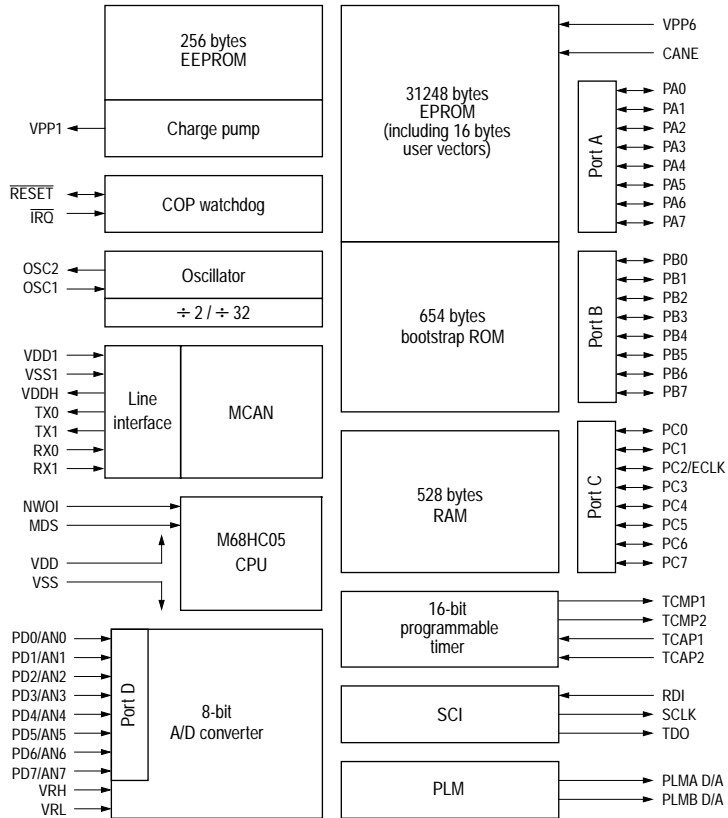 256 bytes
EEPROM
VPP1
Charge pump
RESET
IRQ
COP watchdog
OSC2
OSC1
Oscillator
÷ 2 / ÷ 32
VDD1
VSS1
VDDH
TX0
TX1
RX0
RX1
Line
interface
MCAN
NWOI
MDS
VDD
VSS
M68HC05
CPU
PD0/AN0
PD1/AN1
PD2/AN2
PD3/AN3
PD4/AN4
PD5/AN5
PD6/AN6
PD7/AN7
VRH
VRL
Port D
8-bit
A/D converter
31248 bytes
EPROM
(including 16 bytes
user vectors)
VPP6
CANE
654 bytes
bootstrap ROM
Port A
PA0
PA1
PA2
PA3
PA4
PA5
PA6
PA7
Port B
PB0
PB1
PB2
PB3
PB4
PB5
PB6
PB7
528 bytes
RAM
Port C
PC0
PC1
PC2/ECLK
PC3
PC4
PC5
PC6
PC7
16-bit
programmable
timer
TCMP1
TCMP2
TCAP1
TCAP2
SCI
RDI
SCLK
TDO
PLM
PLMA D/A
PLMB D/A